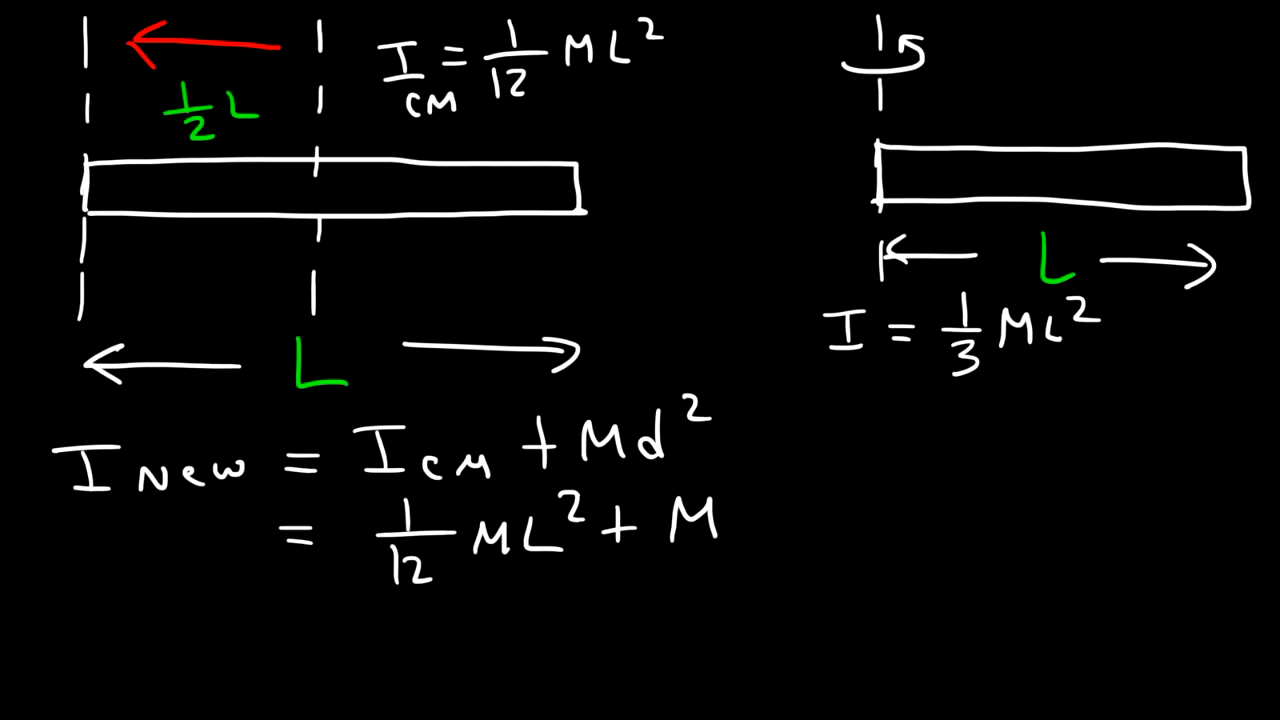 I_CM = 1/12 ML²
1/2 L
L
I_New = I_CM + Md²
= 1/12 ML² + M
L
I = 1/3 ML²